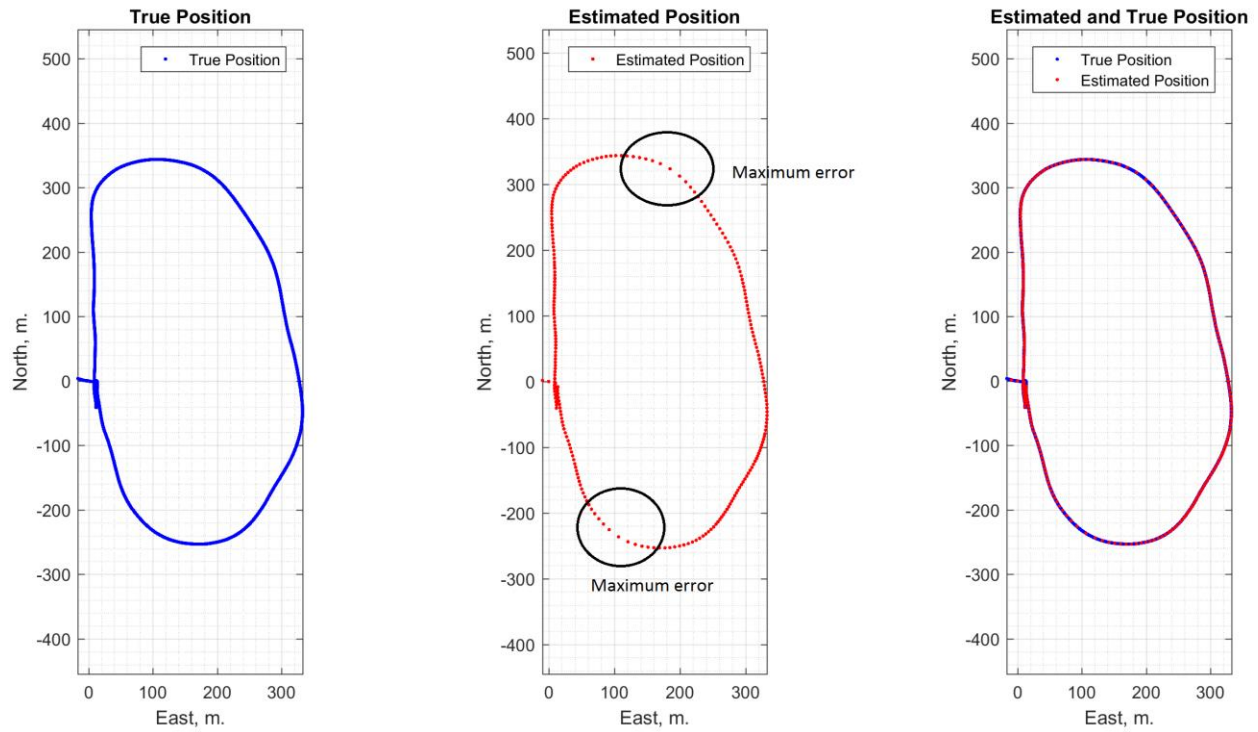 True Position
True Position
500
400
300
200
100
0
-100
-200
-300
-400
North, m.
0 100 200 300
East, m.
Estimated Position
Estimated Position
500
400
300
200
100
0
-100
-200
-300
-400
North, m.
Maximum error
Maximum error
0 100 200 300
East, m.
Estimated and True Position
True Position
Estimated Position
500
400
300
200
100
0
-100
-200
-300
-400
North, m.
0 100 200 300
East, m.